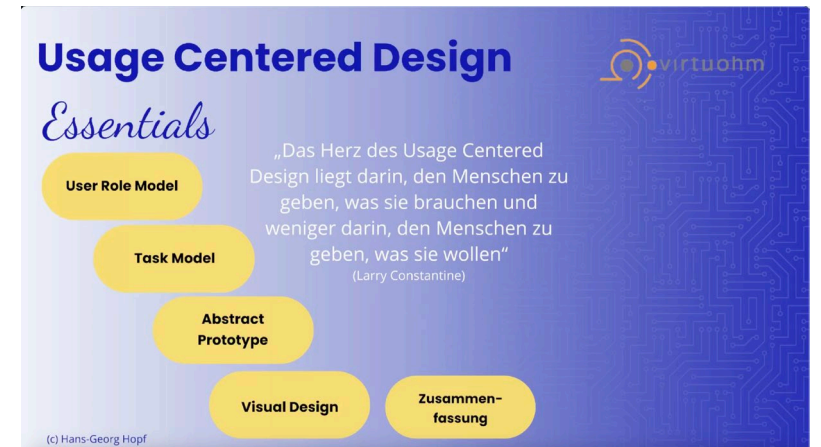 Usage Centered Design
virtuohm
Essentials
„Das Herz des Usage Centered
Design liegt darin, den Menschen zu
geben, was sie brauchen und
weniger darin, den Menschen zu
geben, was sie wollen“
(Larry Constantine)
User Role Model
Task Model
Abstract
Prototype
Visual Design
Zusammen-
fassung
(c) Hans-Georg Hopf